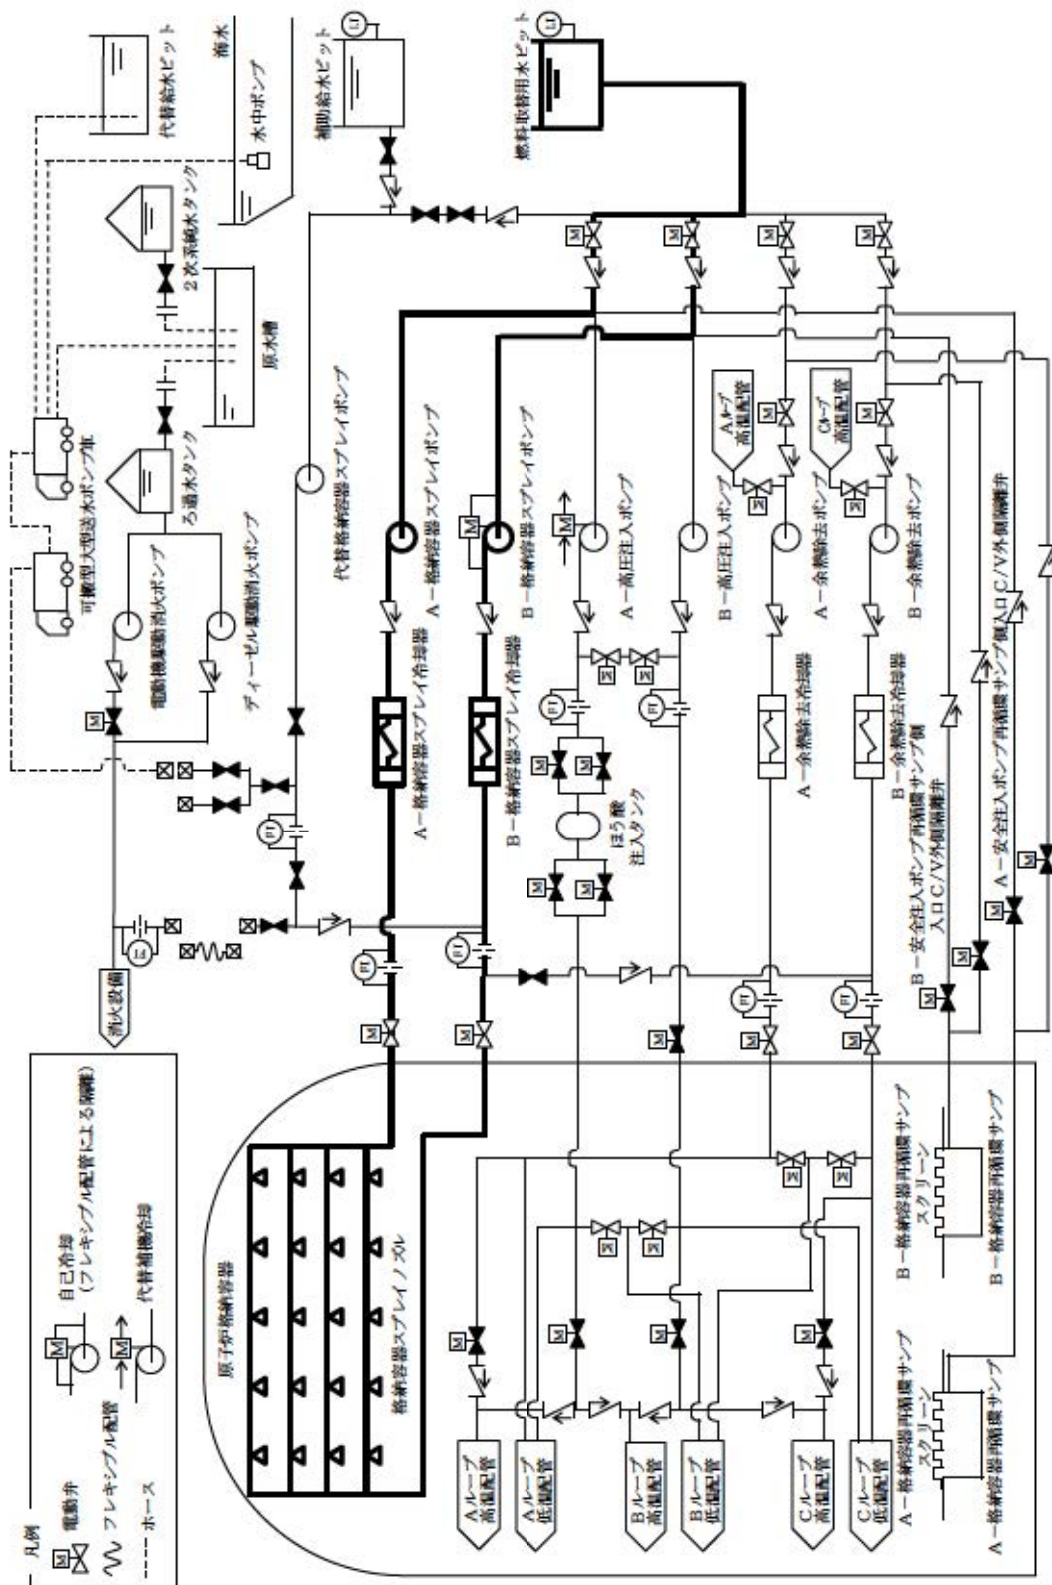 凡例
電動弁
フレキシブル配管
ホース
自己冷却
(フレキシブル配管による隔離)
代替補機冷却
M
M
M
消火設備
代替給水ピット
海水
水中ポンプ
2次系純水タンク
原水槽
ろ過水タンク
可搬型大型送水ポンプ車
電動機駆動消火ポンプ
ディーゼル駆動消火ポンプ
補助給水ピット
LI
燃料取替用水ピット
LI
代替格納容器スプレイポンプ
A-格納容器スプレイポンプ
B-格納容器スプレイポンプ
A-高圧注入ポンプ
B-高圧注入ポンプ
A-余熱除去ポンプ
B-余熱除去ポンプ
Aループ
高温配管
Cループ
高温配管
A-格納容器スプレイ冷却器
B-格納容器スプレイ冷却器
ほう酸
注入タンク
A-余熱除去冷却器
B-余熱除去冷却器
B-安全注入ポンプ再循環サンプ側
入口C/V外側隔離弁
A-安全注入ポンプ再循環サンプ側入口C/V外側隔離弁
原子炉格納容器
格納容器スプレイノズル
Aループ
高温配管
Aループ
低温配管
Bループ
高温配管
Bループ
低温配管
Cループ
高温配管
Cループ
低温配管
B-格納容器再循環サンプ
スクリーン
B-格納容器再循環サンプ
A-格納容器再循環サンプ
スクリーン
A-格納容器再循環サンプ